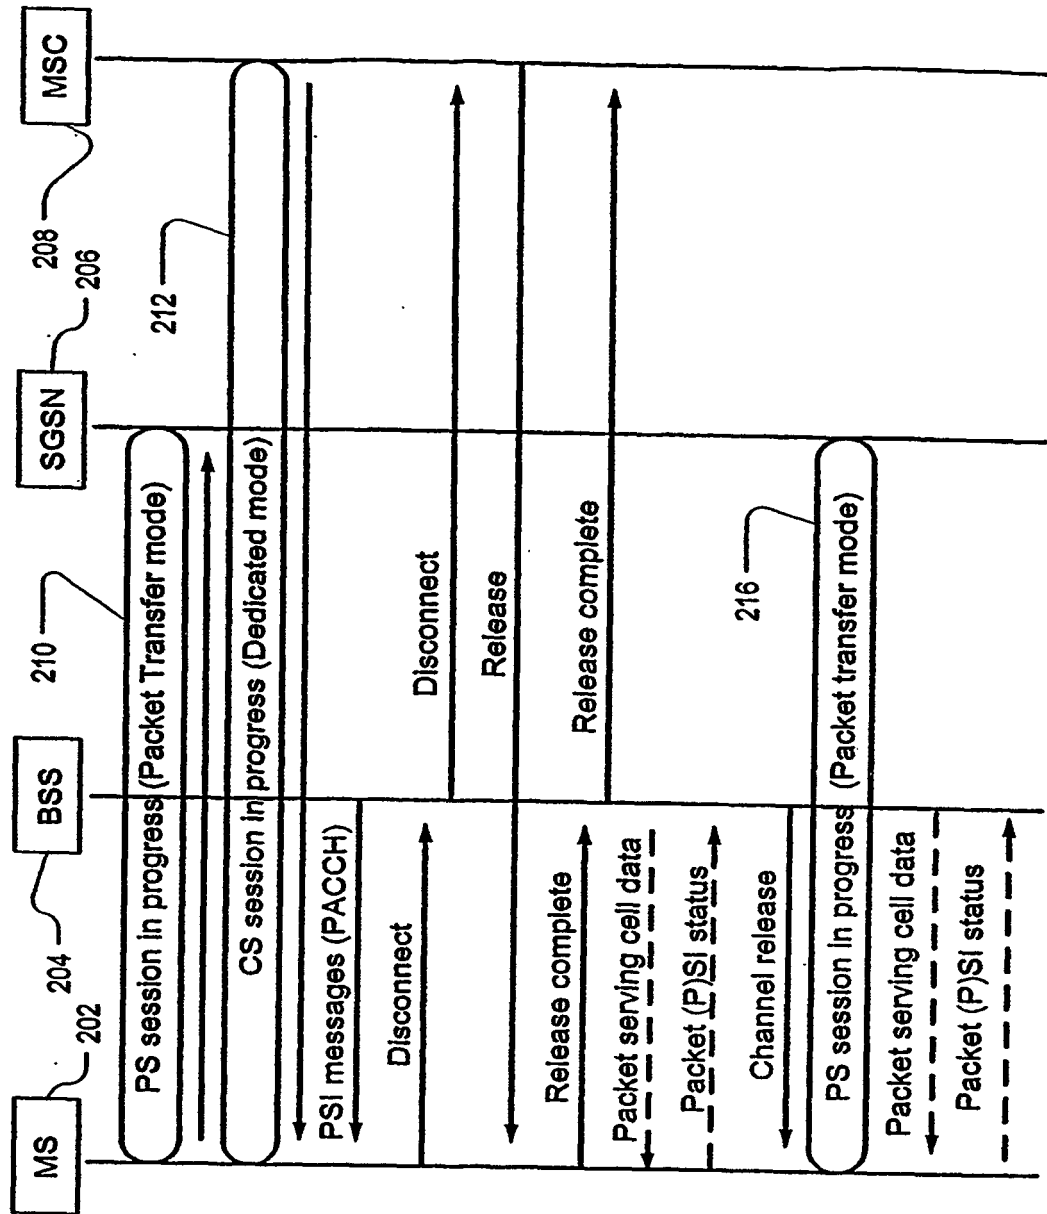 MS
202
BSS
204
SGSN
206
MSC
208
210
PS session in progress (Packet Transfer mode)
212
CS session in progress (Dedicated mode)
PSI messages (PACCH)
Disconnect
Disconnect
Release
Release complete
Release complete
Packet serving cell data
Packet (P)SI status
Channel release
216
PS session in progress (Packet transfer mode)
Packet serving cell data
Packet (P)SI status